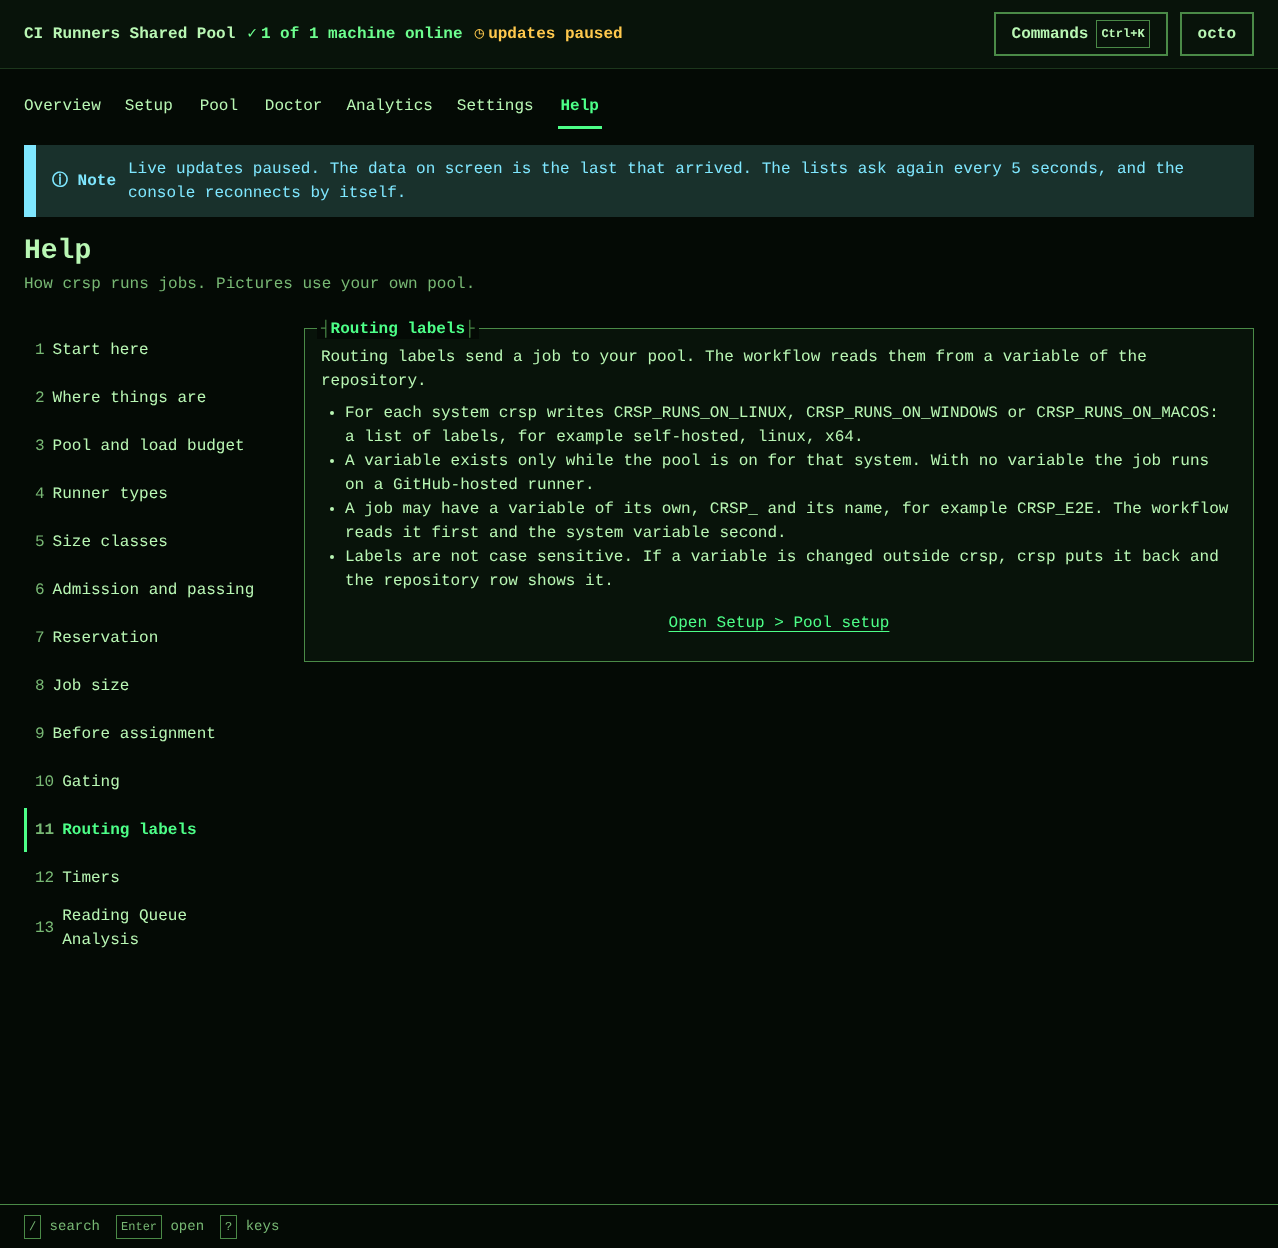 CI Runners Shared Pool ✓ 1 of 1 machine online ◷ updates paused
Commands Ctrl+K octo
Overview Setup Pool Doctor Analytics Settings Help
ⓘ Note Live updates paused. The data on screen is the last that arrived. The lists ask again every 5 seconds, and the
console reconnects by itself.
Help
How crsp runs jobs. Pictures use your own pool.
1 Start here
2 Where things are
3 Pool and load budget
4 Runner types
5 Size classes
6 Admission and passing
7 Reservation
8 Job size
9 Before assignment
10 Gating
11 Routing labels
12 Timers
13 Reading Queue
Analysis
Routing labels
Routing labels send a job to your pool. The workflow reads them from a variable of the
repository.
• For each system crsp writes CRSP_RUNS_ON_LINUX, CRSP_RUNS_ON_WINDOWS or CRSP_RUNS_ON_MACOS:
a list of labels, for example self-hosted, linux, x64.
• A variable exists only while the pool is on for that system. With no variable the job runs
on a GitHub-hosted runner.
• A job may have a variable of its own, CRSP_ and its name, for example CRSP_E2E. The workflow
reads it first and the system variable second.
• Labels are not case sensitive. If a variable is changed outside crsp, crsp puts it back and
the repository row shows it.
Open Setup > Pool setup
/ search Enter open ? keys